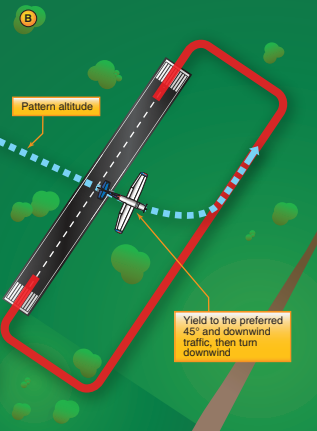 B
Pattern altitude
Yield to the preferred
45° and downwind
traffic, then turn
downwind